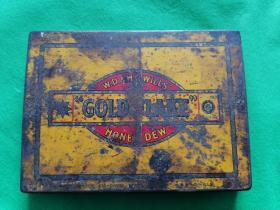 W.D. & H.O. WILLS'
"GOLD FLAKE"
HONEY DEW